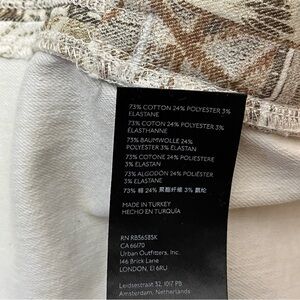 73% COTTON 24% POLYESTER 3%
ELASTANE
73% COTON 24% POLYESTER 3%
ÉLASTHANNE
73% BAUMWOLLE 24%
POLYESTER 3% ELASTAN
73% COTONE 24% POLIESTERE
3% ELASTAN
73% ALGODÓN 24% POLIÉSTER
3% ELASTANE
73% 棉 24% 聚酯纤维 3% 氨纶
MADE IN TURKEY
HECHO EN TURQUÍA
RN RB56583K
CA 66170
Urban Outfitters, Inc.
146 Brick Lane
LONDON, E1 6RU
Leidsestraat 32, 1017 PB
Amsterdam, Netherlands